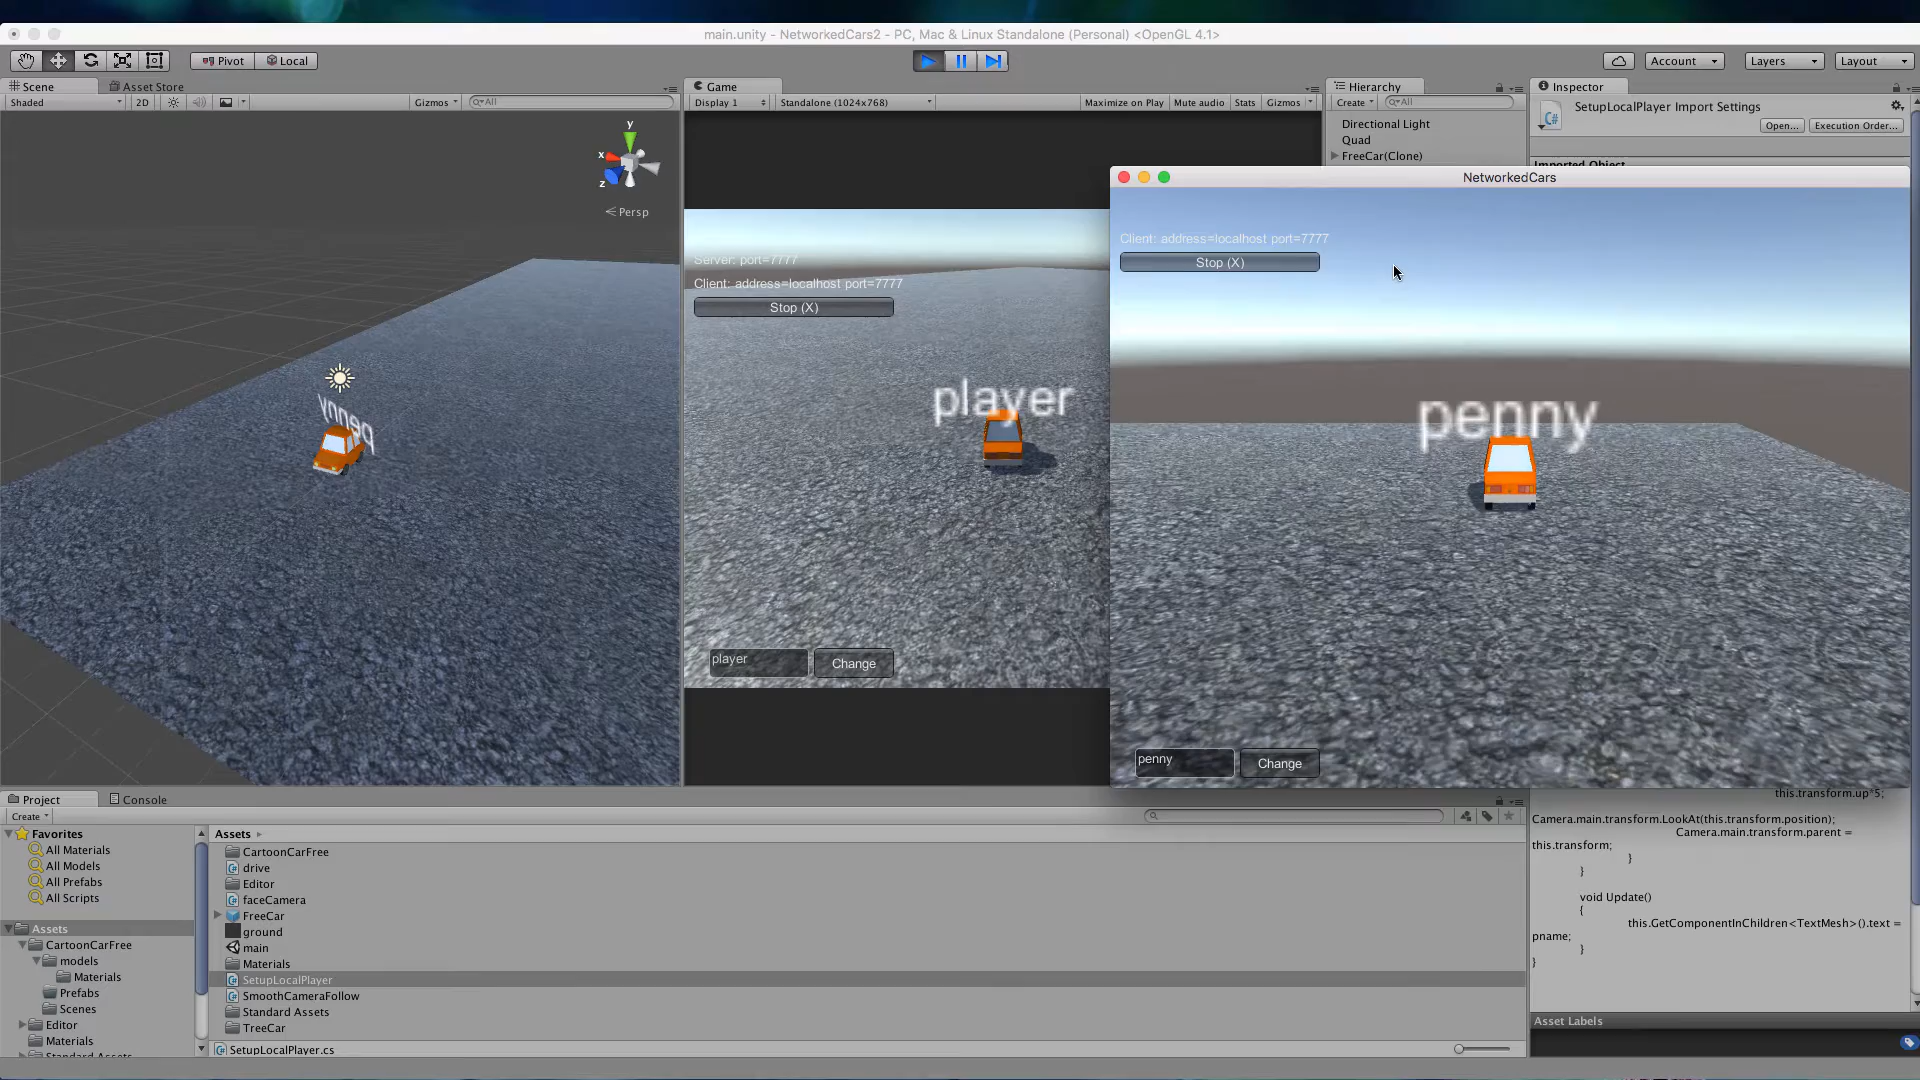 main.unity - NetworkedCars2 - PC, Mac & Linux Standalone (Personal) <OpenGL 4.1>
Pivot
Local
Account
Layers
Layout
Scene
Asset Store
Shaded
2D
Gizmos
All
y
x
z
Persp
penny
Game
Display 1
Standalone (1024x768)
Maximize on Play
Mute audio
Stats
Gizmos
Server: port=7777
Client: address=localhost port=7777
Stop (X)
player
player
Change
Hierarchy
Create
All
Directional Light
Quad
FreeCar(Clone)
Inspector
SetupLocalPlayer Import Settings
C#
Open...
Execution Order...
Imported Object
NetworkedCars
Client: address=localhost port=7777
Stop (X)
penny
penny
Change
this.transform.up*5;
Camera.main.transform.LookAt(this.transform.position);
Camera.main.transform.parent =
this.transform;
}
}
void Update()
{
this.GetComponentInChildren<TextMesh>().text =
pname;
}
}
Asset Labels
Project
Console
Create
Favorites
All Materials
All Models
All Prefabs
All Scripts
Assets
CartoonCarFree
models
Materials
Prefabs
Scenes
Editor
Materials
Standard Assets
Assets
CartoonCarFree
drive
Editor
faceCamera
FreeCar
ground
main
Materials
SetupLocalPlayer
SmoothCameraFollow
Standard Assets
TreeCar
SetupLocalPlayer.cs